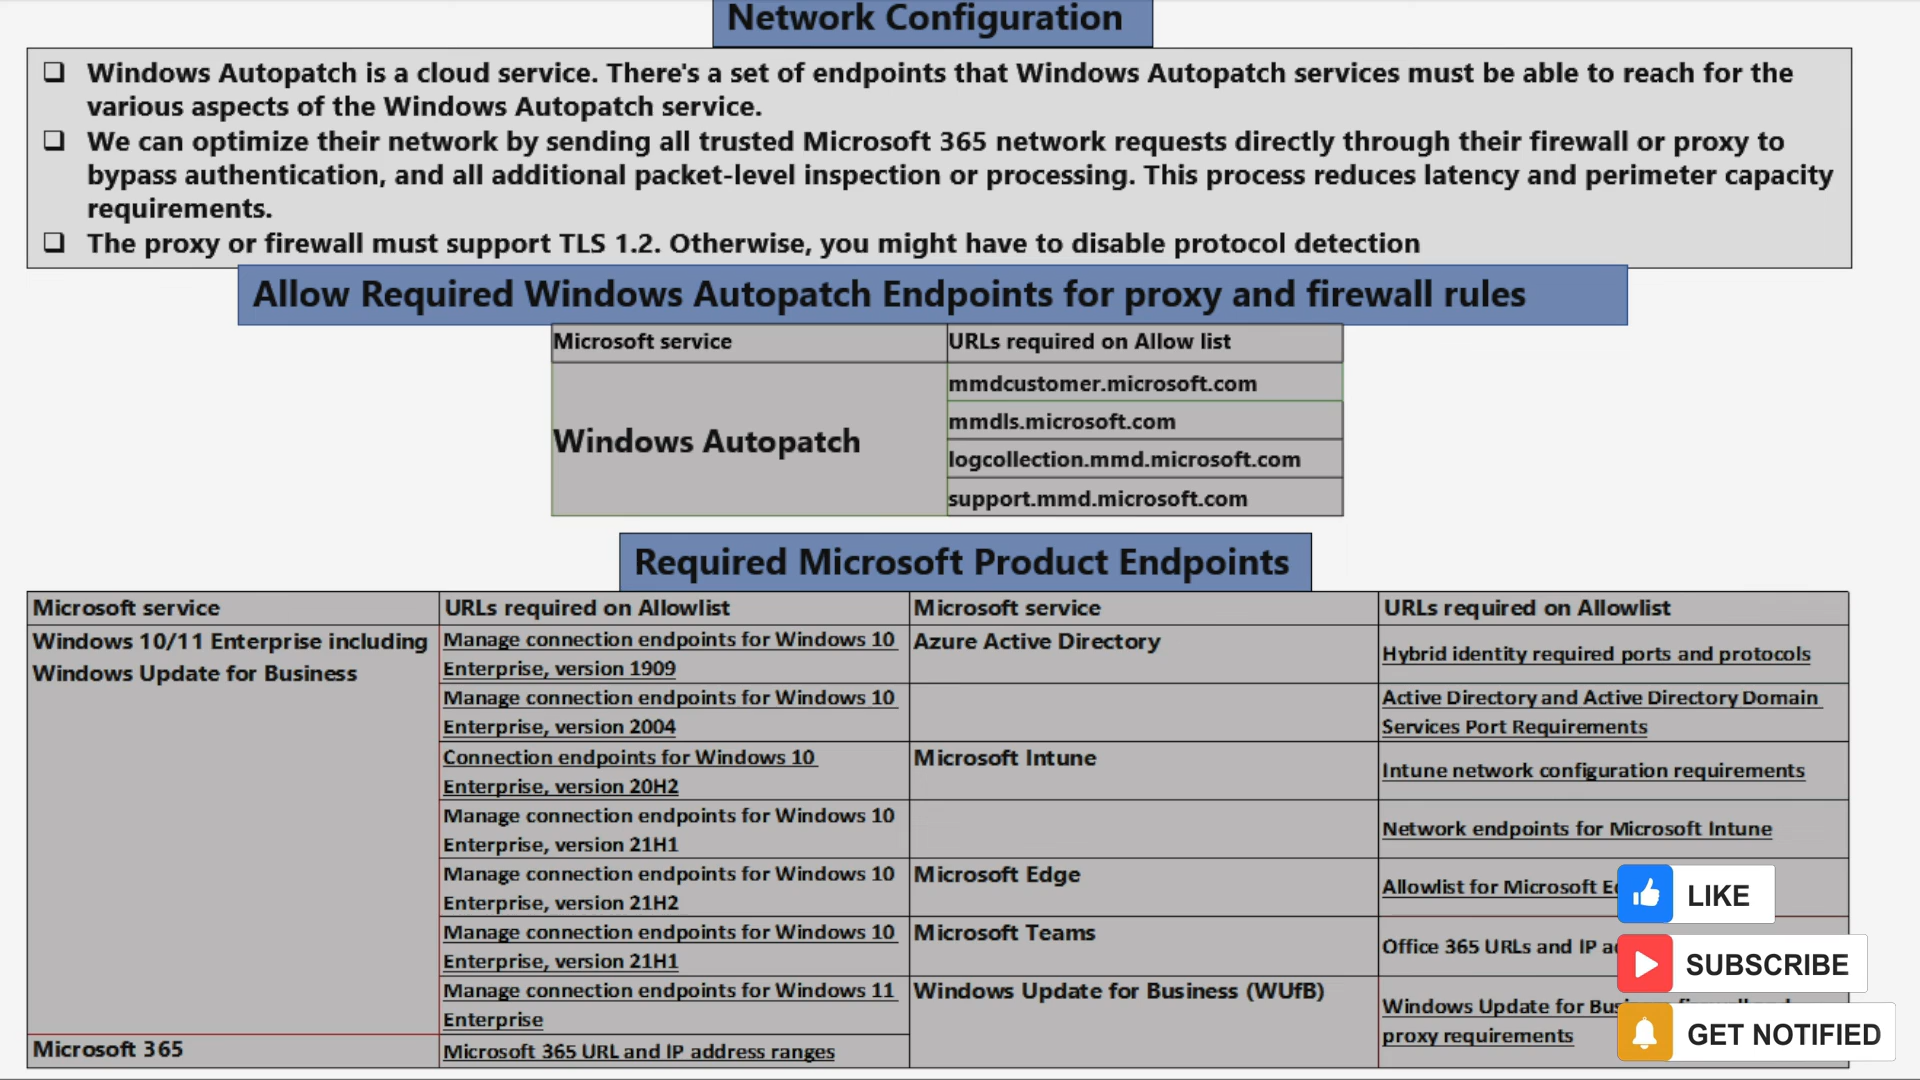 Network Configuration
❑ Windows Autopatch is a cloud service. There's a set of endpoints that Windows Autopatch services must be able to reach for the
various aspects of the Windows Autopatch service.
❑ We can optimize their network by sending all trusted Microsoft 365 network requests directly through their firewall or proxy to
bypass authentication, and all additional packet-level inspection or processing. This process reduces latency and perimeter capacity
requirements.
❑ The proxy or firewall must support TLS 1.2. Otherwise, you might have to disable protocol detection
Allow Required Windows Autopatch Endpoints for proxy and firewall rules
Microsoft service
URLs required on Allow list
Windows Autopatch
mmdcustomer.microsoft.com
mmdls.microsoft.com
logcollection.mmd.microsoft.com
support.mmd.microsoft.com
Required Microsoft Product Endpoints
Microsoft service
URLs required on Allowlist
Microsoft service
URLs required on Allowlist
Windows 10/11 Enterprise including
Windows Update for Business
Manage connection endpoints for Windows 10
Enterprise, version 1909
Azure Active Directory
Hybrid identity required ports and protocols
Manage connection endpoints for Windows 10
Enterprise, version 2004
Active Directory and Active Directory Domain
Services Port Requirements
Connection endpoints for Windows 10
Enterprise, version 20H2
Microsoft Intune
Intune network configuration requirements
Manage connection endpoints for Windows 10
Enterprise, version 21H1
Network endpoints for Microsoft Intune
Manage connection endpoints for Windows 10
Enterprise, version 21H2
Microsoft Edge
Allowlist for Microsoft
Manage connection endpoints for Windows 10
Enterprise, version 21H1
Microsoft Teams
Office 365 URLs and IP
Manage connection endpoints for Windows 11
Enterprise
Windows Update for Business (WUfB)
Windows Update for
proxy requirements
Microsoft 365
Microsoft 365 URL and IP address ranges
LIKE
SUBSCRIBE
GET NOTIFIED